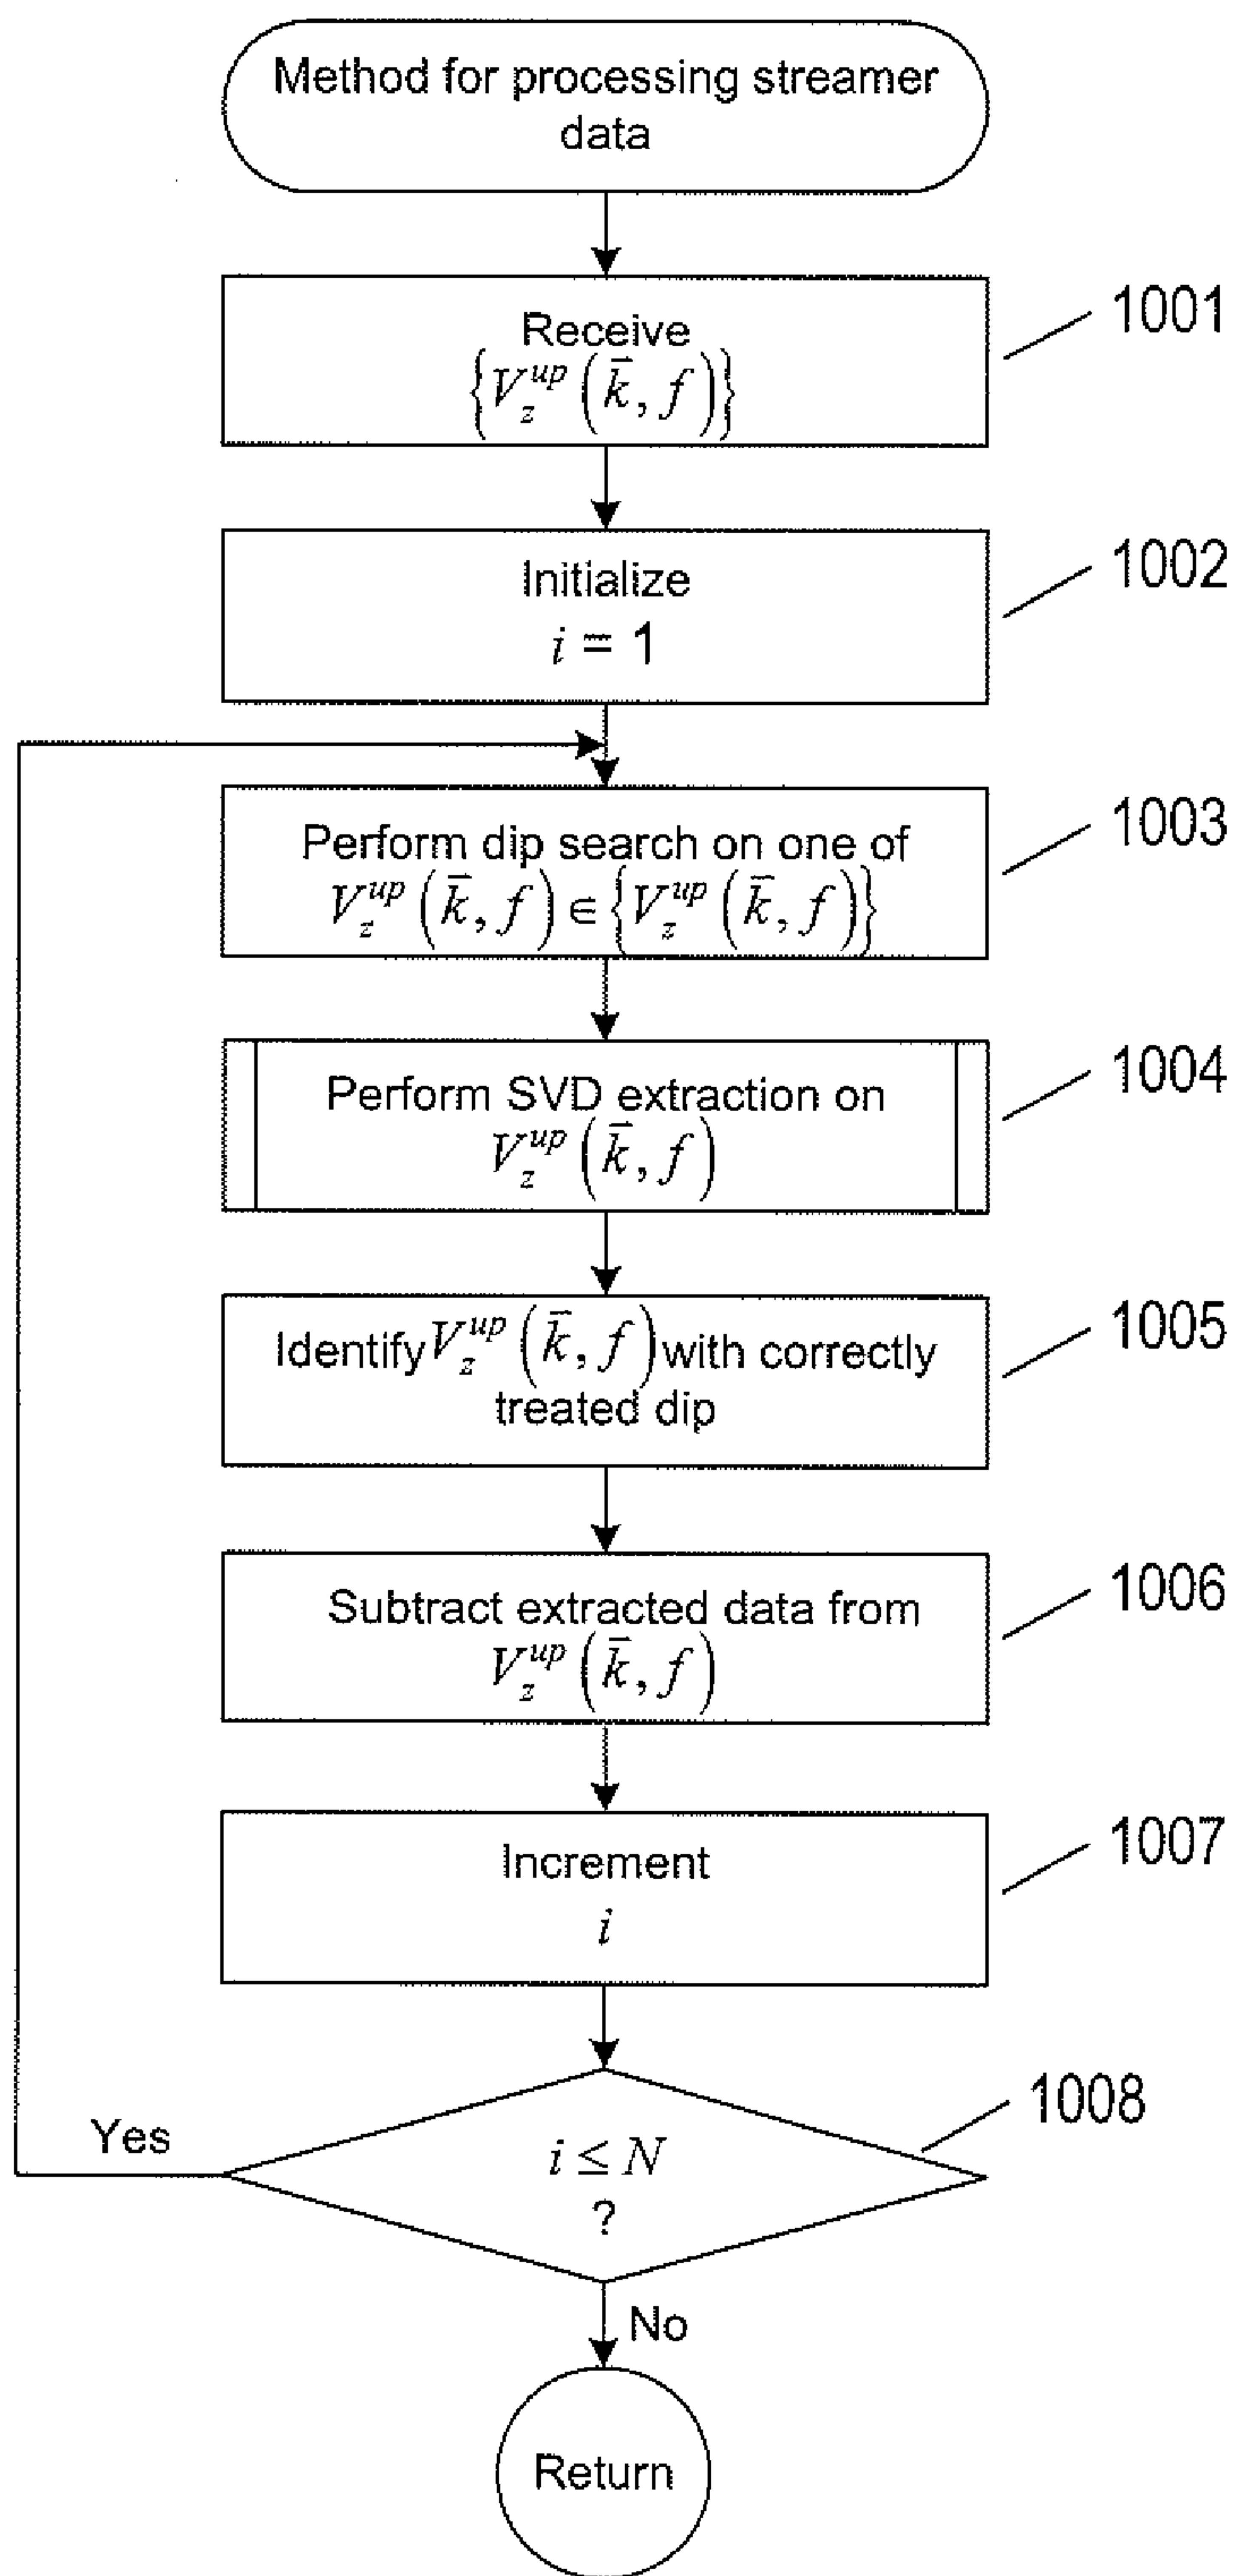 Method for processing streamer
data
Receive
{V_z^{up}(k̄, f)}
1001
Initialize
i = 1
1002
Perform dip search on one of
V_z^{up}(k̄, f) ∈ {V_z^{up}(k̄, f)}
1003
Perform SVD extraction on
V_z^{up}(k̄, f)
1004
Identify V_z^{up}(k̄, f) with correctly
treated dip
1005
Subtract extracted data from
V_z^{up}(k̄, f)
1006
Increment
i
1007
Yes
i ≤ N
?
1008
No
Return